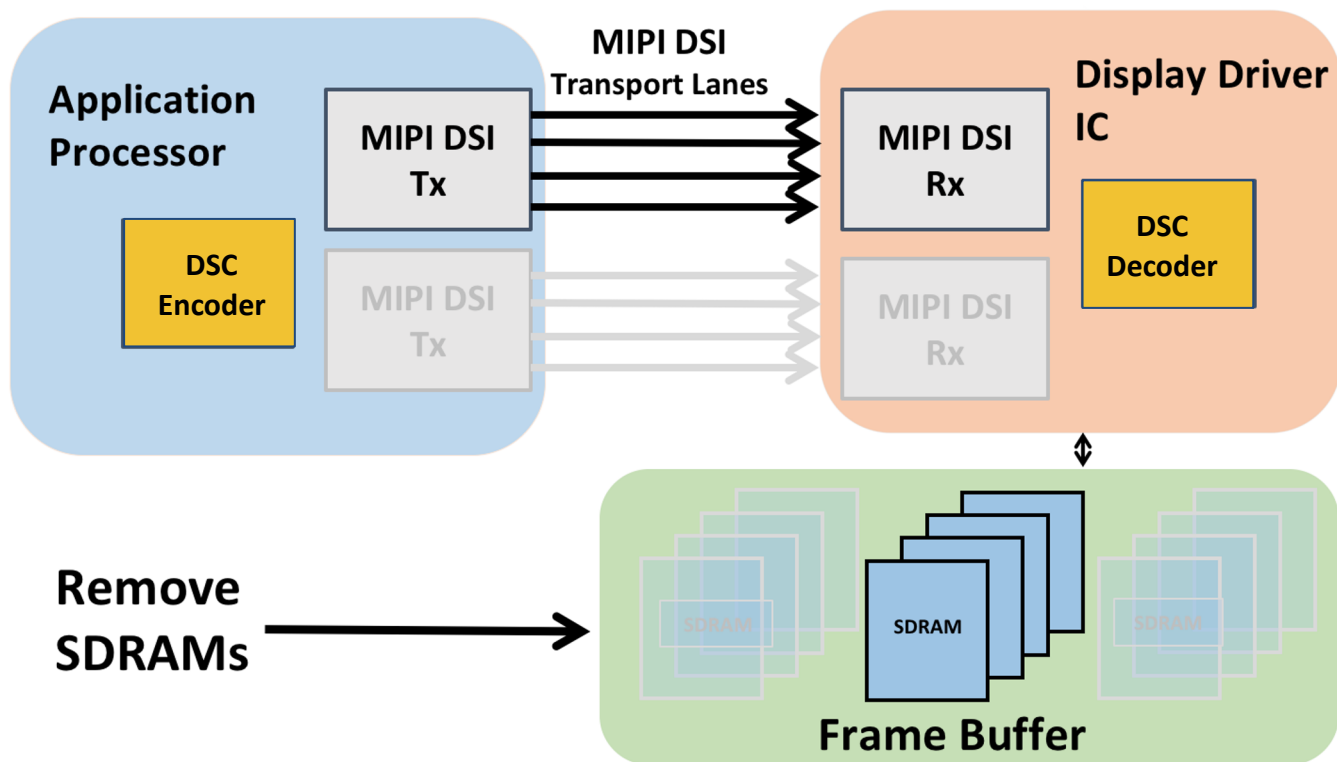 MIPI DSI
Transport Lanes
Application
Processor
MIPI DSI
Tx
MIPI DSI
Rx
Display Driver
IC
DSC
Encoder
MIPI DSI
Tx
MIPI DSI
Rx
DSC
Decoder
Remove
SDRAMs
SDRAM
SDRAM
SDRAM
Frame Buffer